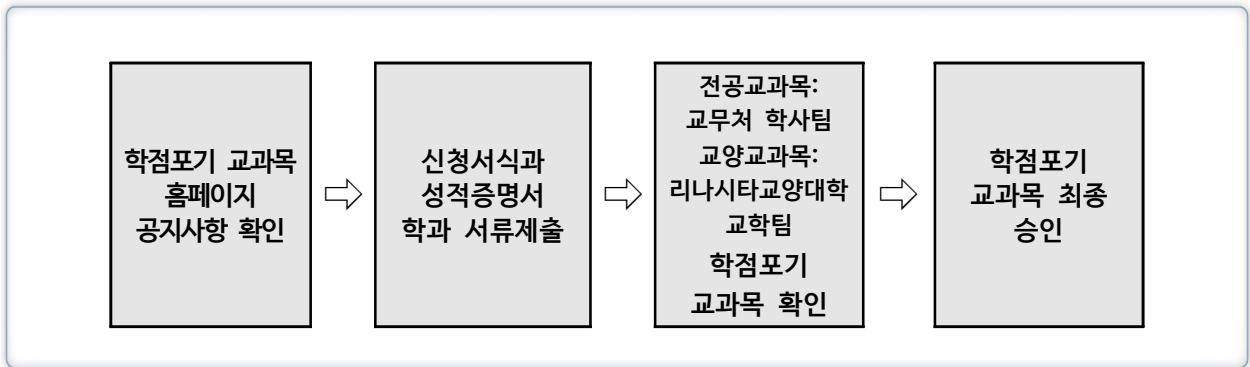 학점포기 교과목
홈페이지
공지사항 확인
신청서식과
성적증명서
학과 서류제출
전공교과목:
교무처 학사팀
교양교과목:
리나시타교양대학
교학팀
학점포기
교과목 확인
학점포기
교과목 최종
승인